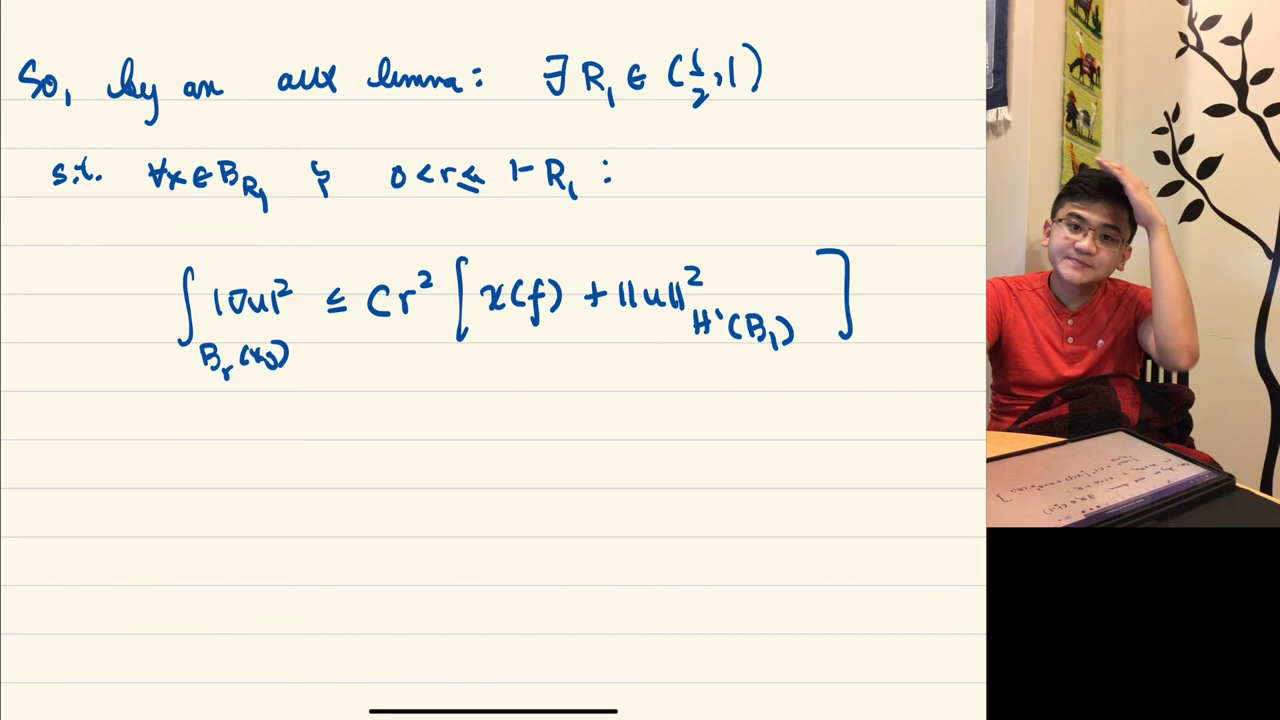 So, by an aux lemma: ∃ R₁ ∈ (1/2, 1)
s.t. ∀x ∈ B_{R₁} & 0 < r ≤ 1 - R₁ :
∫_{B_r(x_0)} |∇u|² ≤ C r² [ χ(f) + ||u||²_{H¹(B₁)} ]